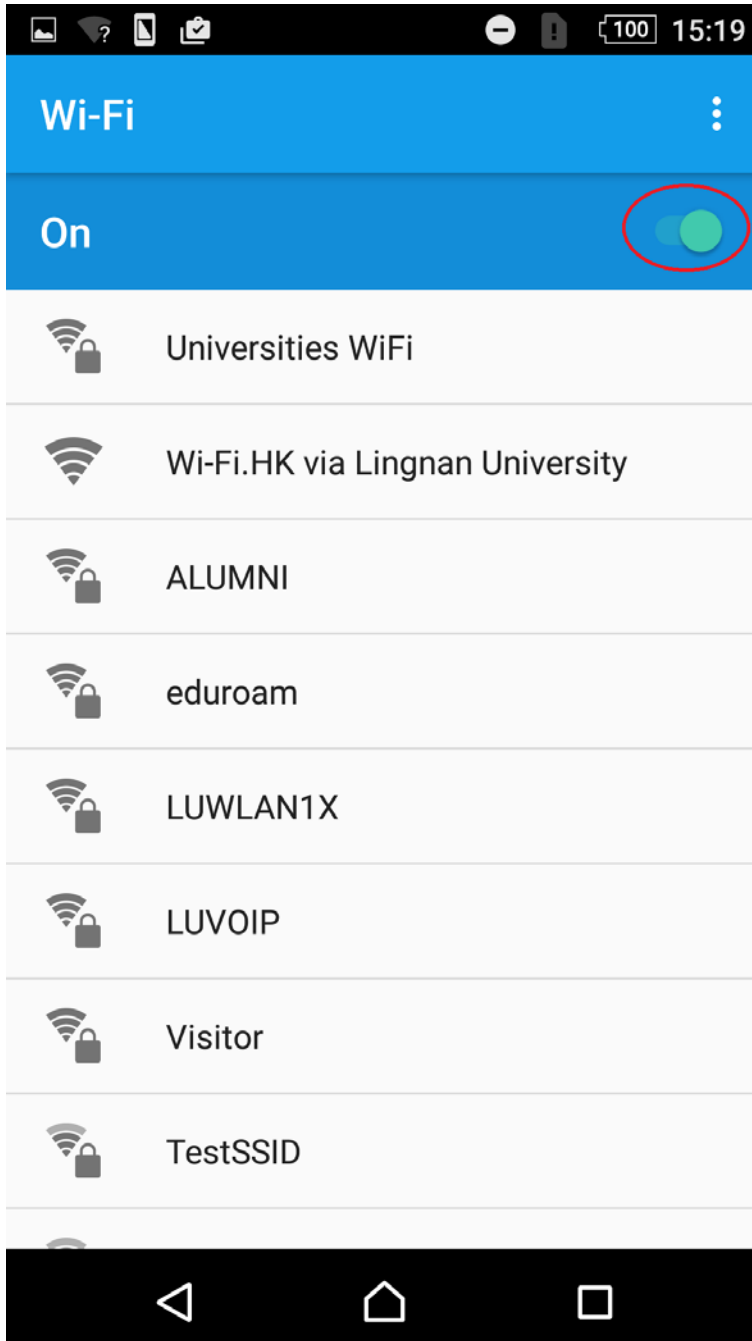 ? 100 15:19
Wi-Fi
On
Universities WiFi
Wi-Fi.HK via Lingnan University
ALUMNI
eduroam
LUWLAN1X
LUVOIP
Visitor
TestSSID